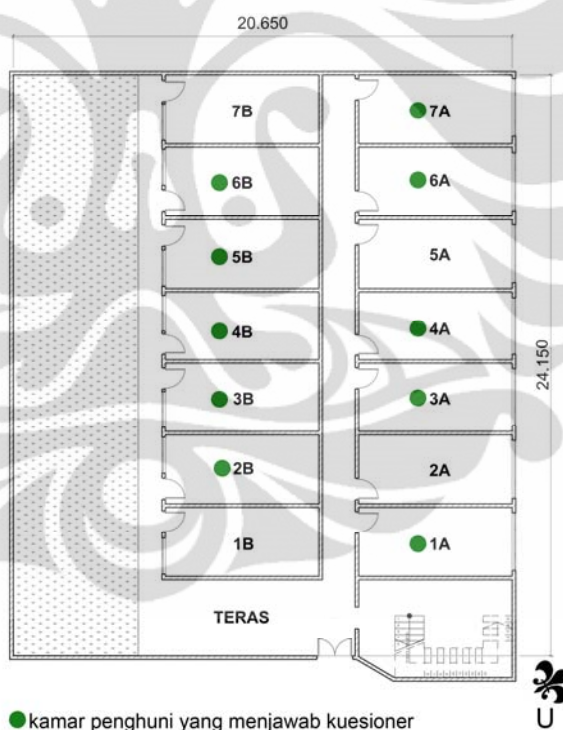 20.650
7B
7A
6B
6A
5B
5A
4B
4A
24.150
3B
3A
2B
2A
1B
1A
TERAS
kamar penghuni yang menjawab kuesioner
U